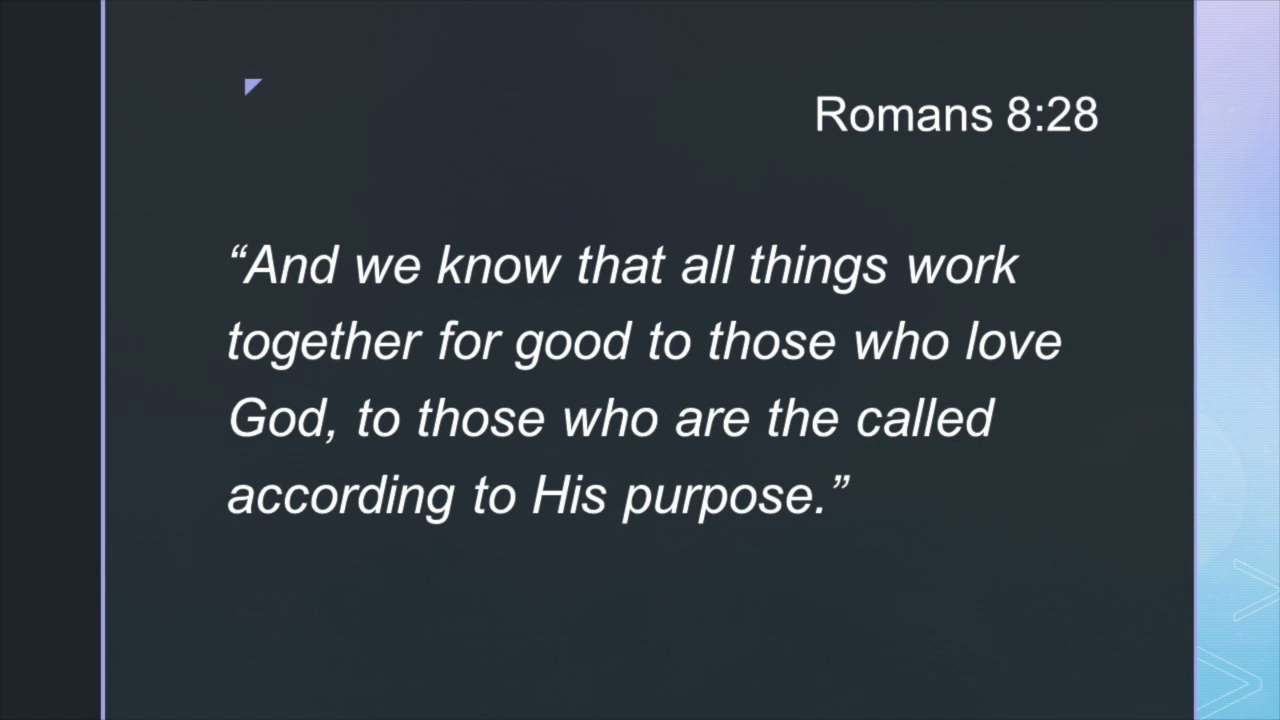 Romans 8:28
“And we know that all things work
together for good to those who love
God, to those who are the called
according to His purpose.”